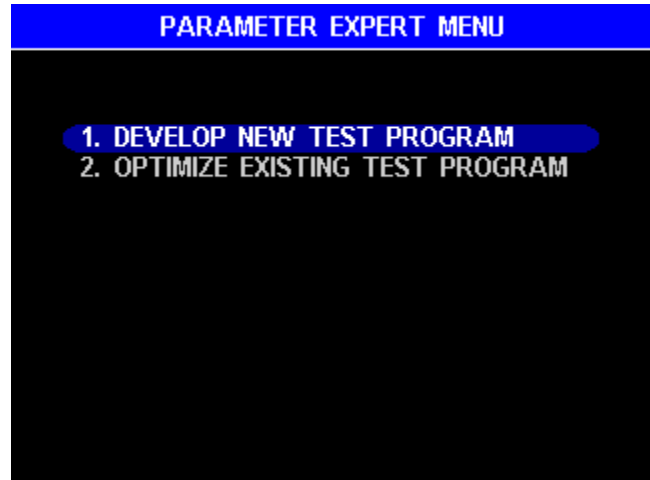 PARAMETER EXPERT MENU
1. DEVELOP NEW TEST PROGRAM
2. OPTIMIZE EXISTING TEST PROGRAM